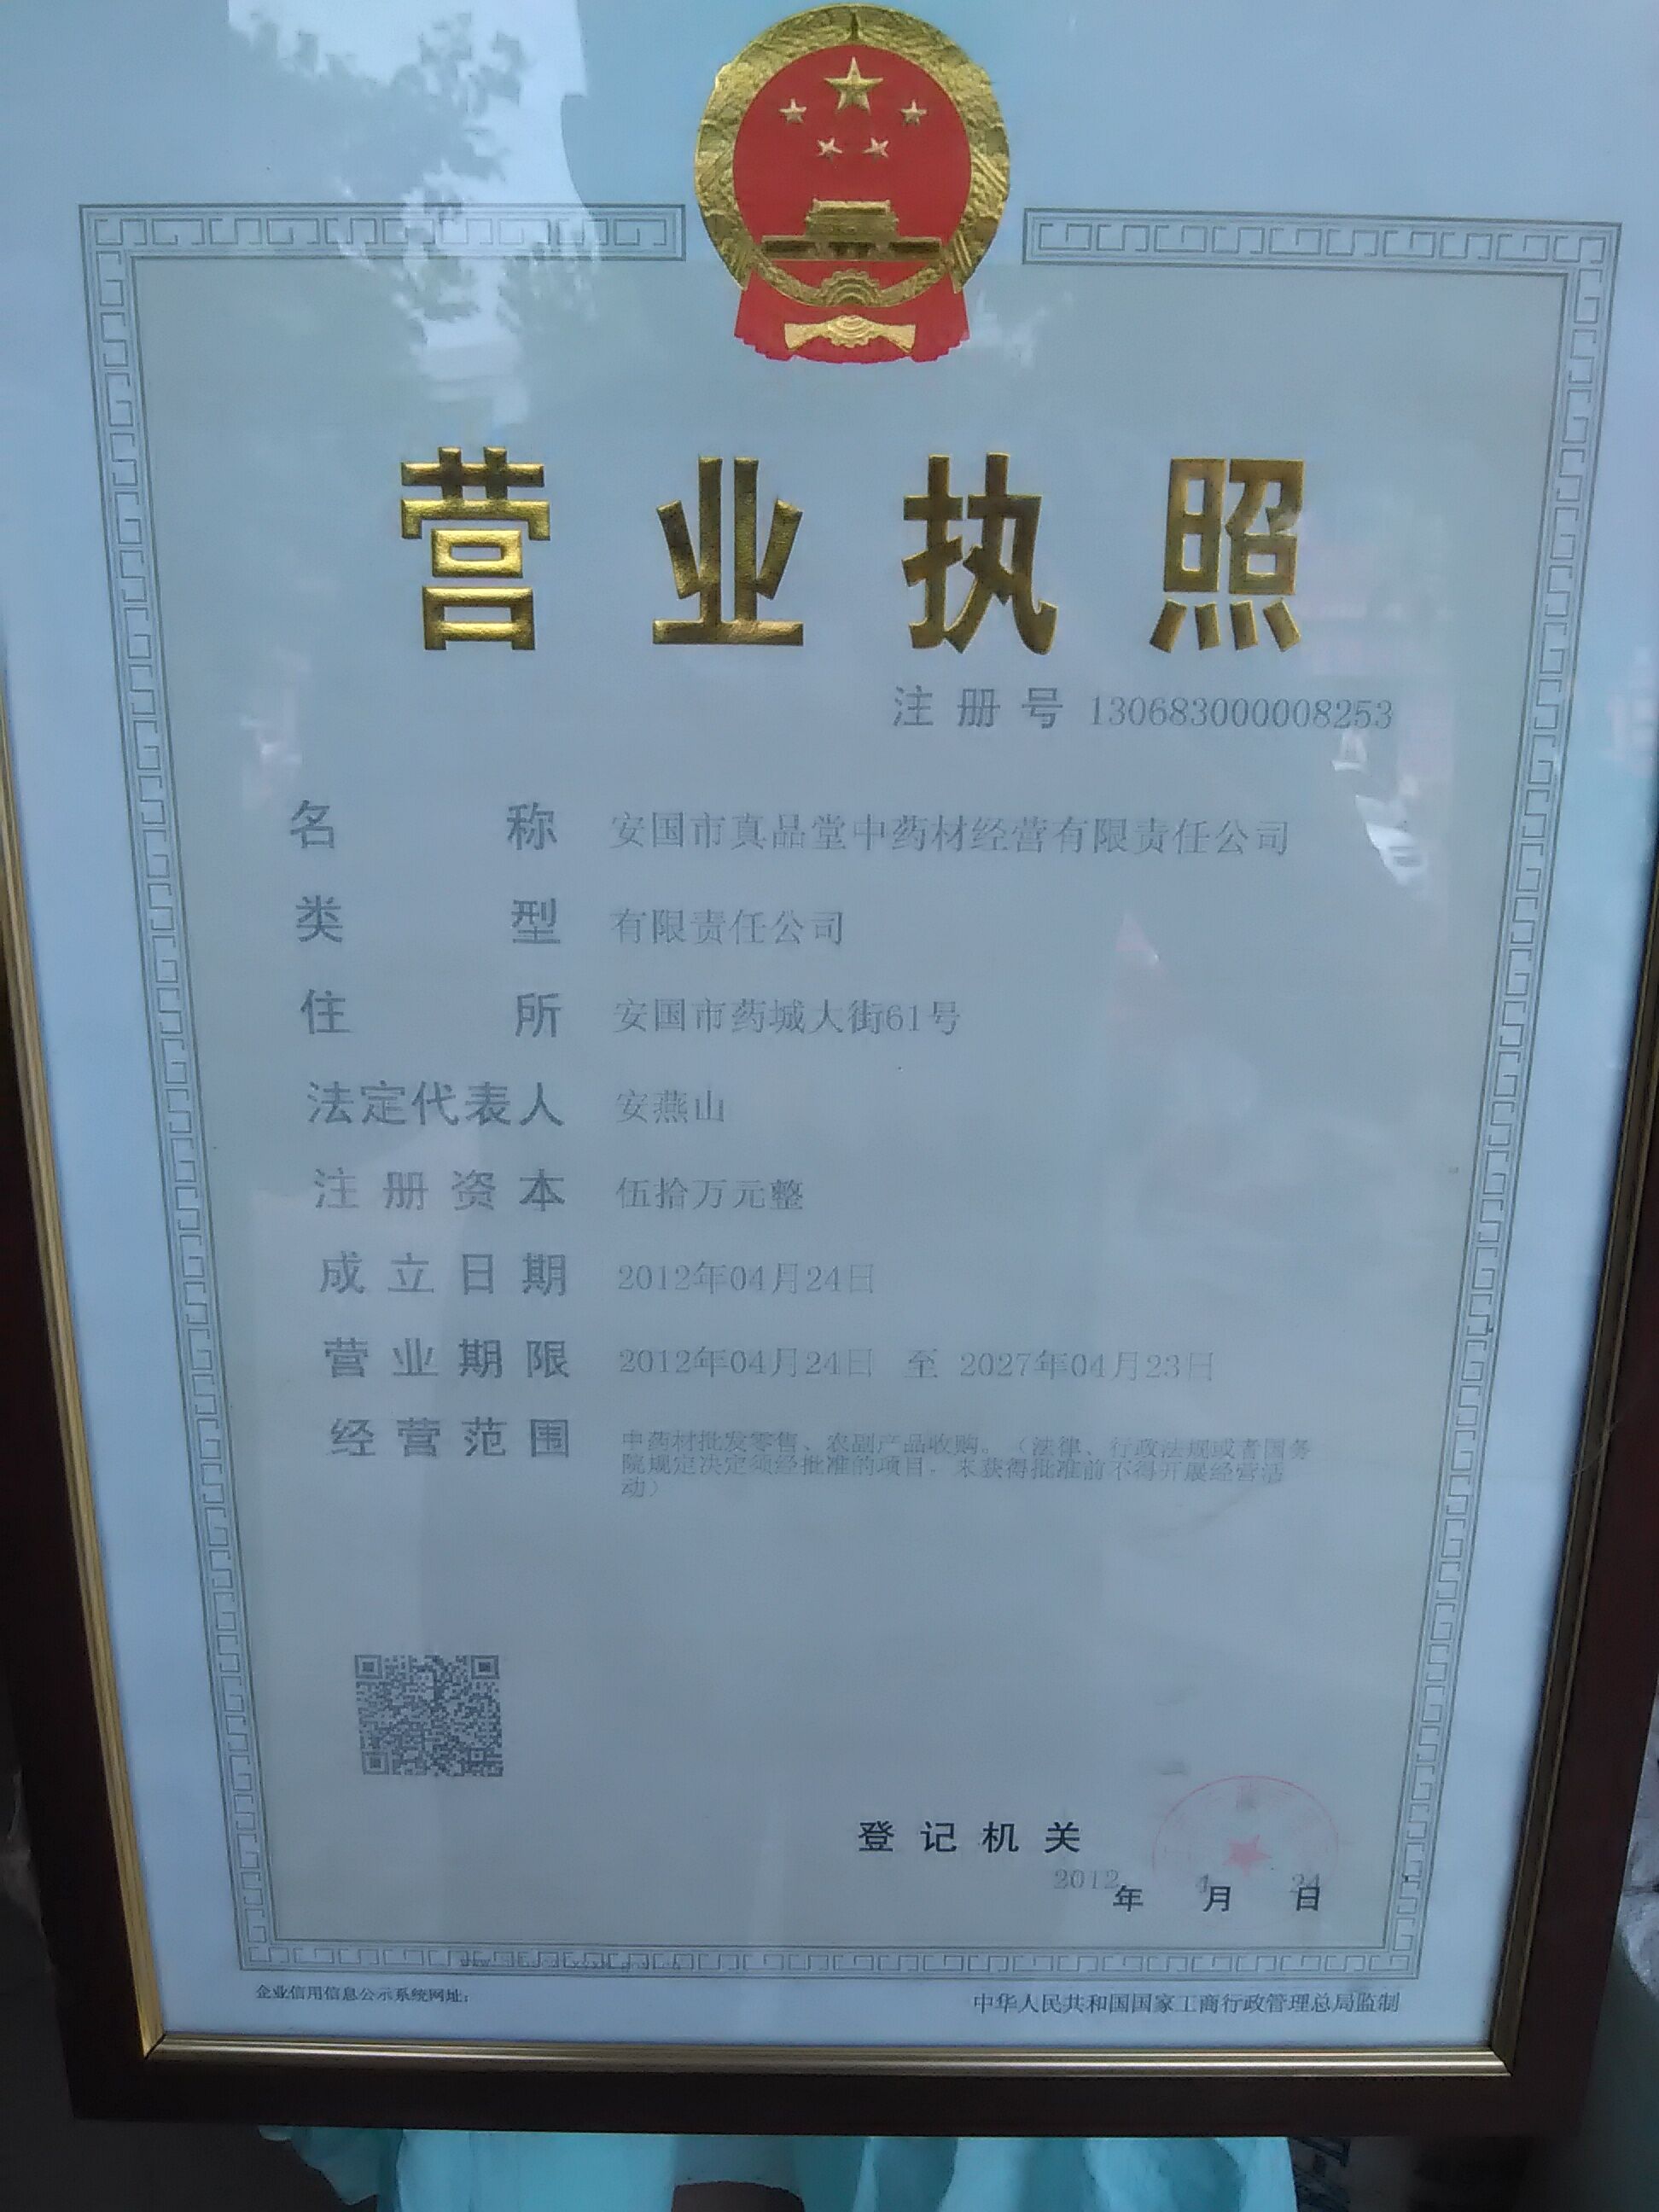 营业执照
注册号 130683000008253
名称 安国市真品堂中药材经营有限责任公司
类型 有限责任公司
住所 安国市药城大街61号
法定代表人 安燕山
注册资本 伍拾万元整
成立日期 2012年04月24日
营业期限 2012年04月24日 至 2027年04月23日
经营范围 中药材批发零售、农副产品收购。（法律、行政法规或者国务
院规定决定须经批准的项目，未获得批准前不得开展经营活
动）
登记机关
2012年 4月 24日
企业信用信息公示系统网址：
中华人民共和国国家工商行政管理总局监制